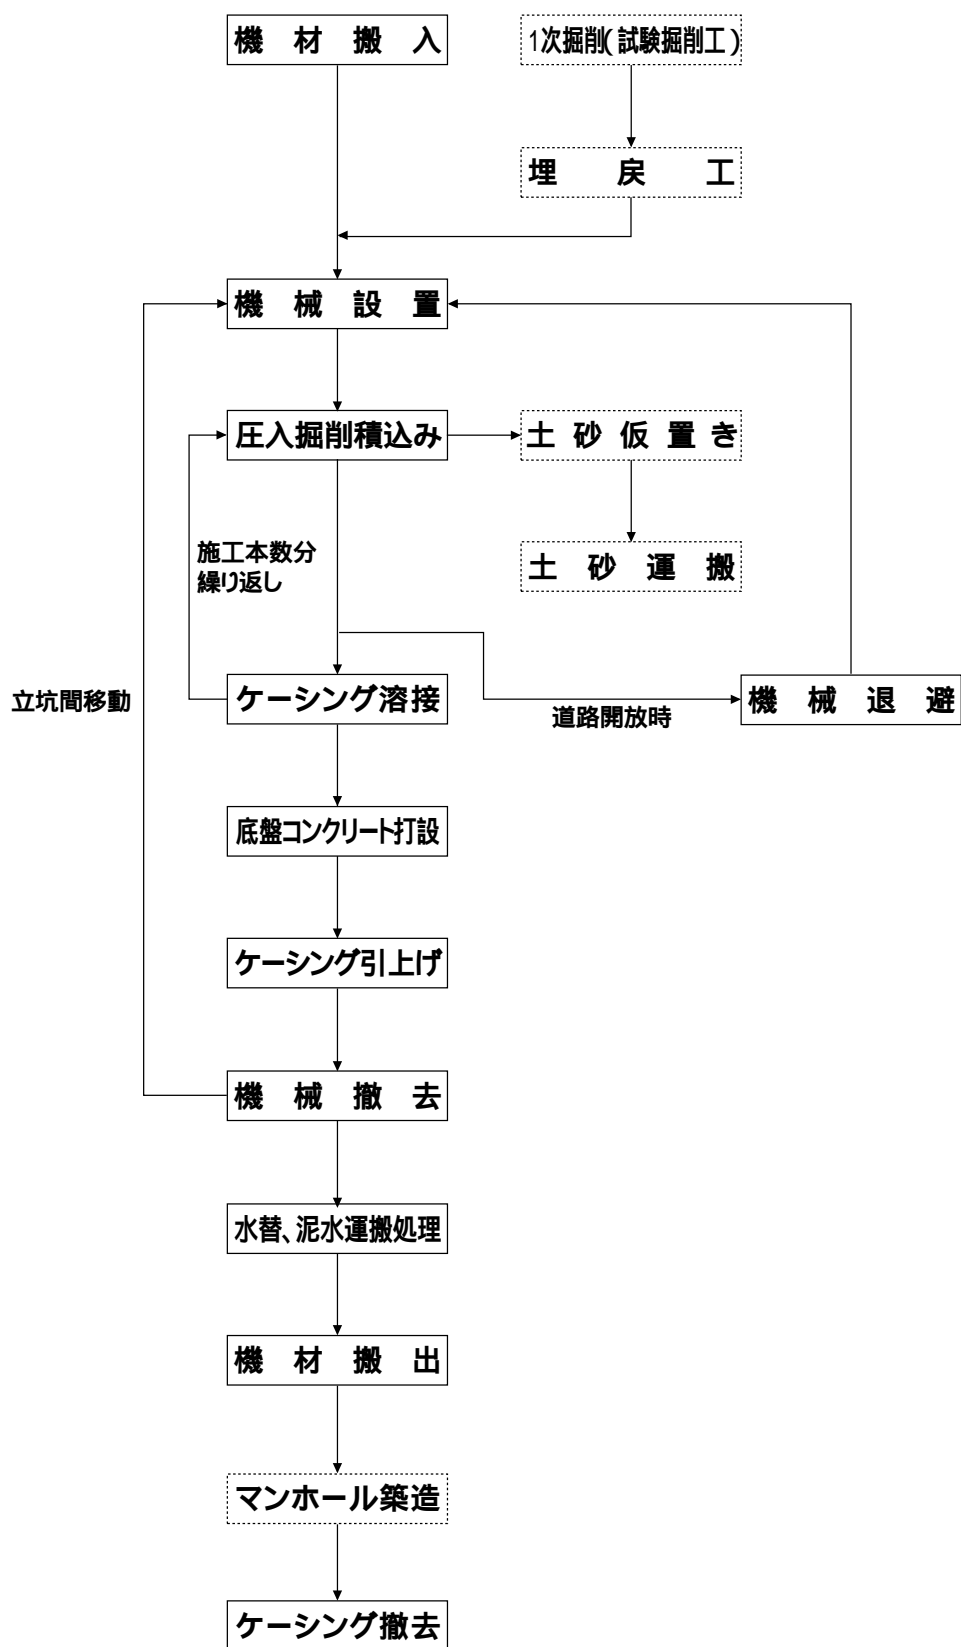 機材搬入
1次掘削(試験掘削工)
埋戻工
機械設置
圧入掘削積込み
土砂仮置き
施工本数分
繰り返し
土砂運搬
立坑間移動
ケーシング溶接
道路開放時
機械退避
底盤コンクリート打設
ケーシング引上げ
機械撤去
水替、泥水運搬処理
機材搬出
マンホール築造
ケーシング撤去